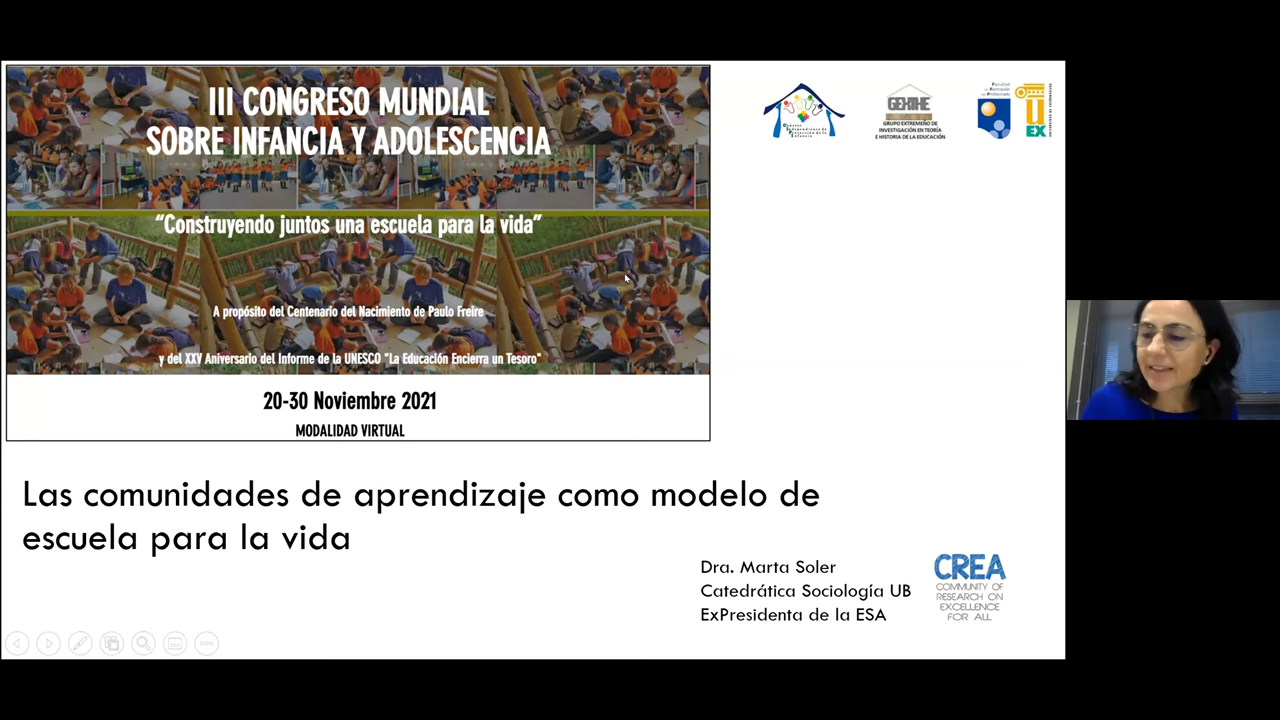 III CONGRESO MUNDIAL
SOBRE INFANCIA Y ADOLESCENCIA
“Construyendo juntos una escuela para la vida”
A propósito del Centenario del Nacimiento de Paulo Freire
y del XXV Aniversario del Informe de la UNESCO "La Educación Encierra un Tesoro"
20-30 Noviembre 2021
MODALIDAD VIRTUAL
GEXTHE
GRUPO EXTREMEÑO DE
INVESTIGACIÓN EN TEORÍA
E HISTORIA DE LA EDUCACIÓN
UEX
Las comunidades de aprendizaje como modelo de
escuela para la vida
Dra. Marta Soler
Catedrática Sociología UB
ExPresidenta de la ESA
CREA
COMMUNITY OF
RESEARCH ON
EXCELLENCE
FOR ALL